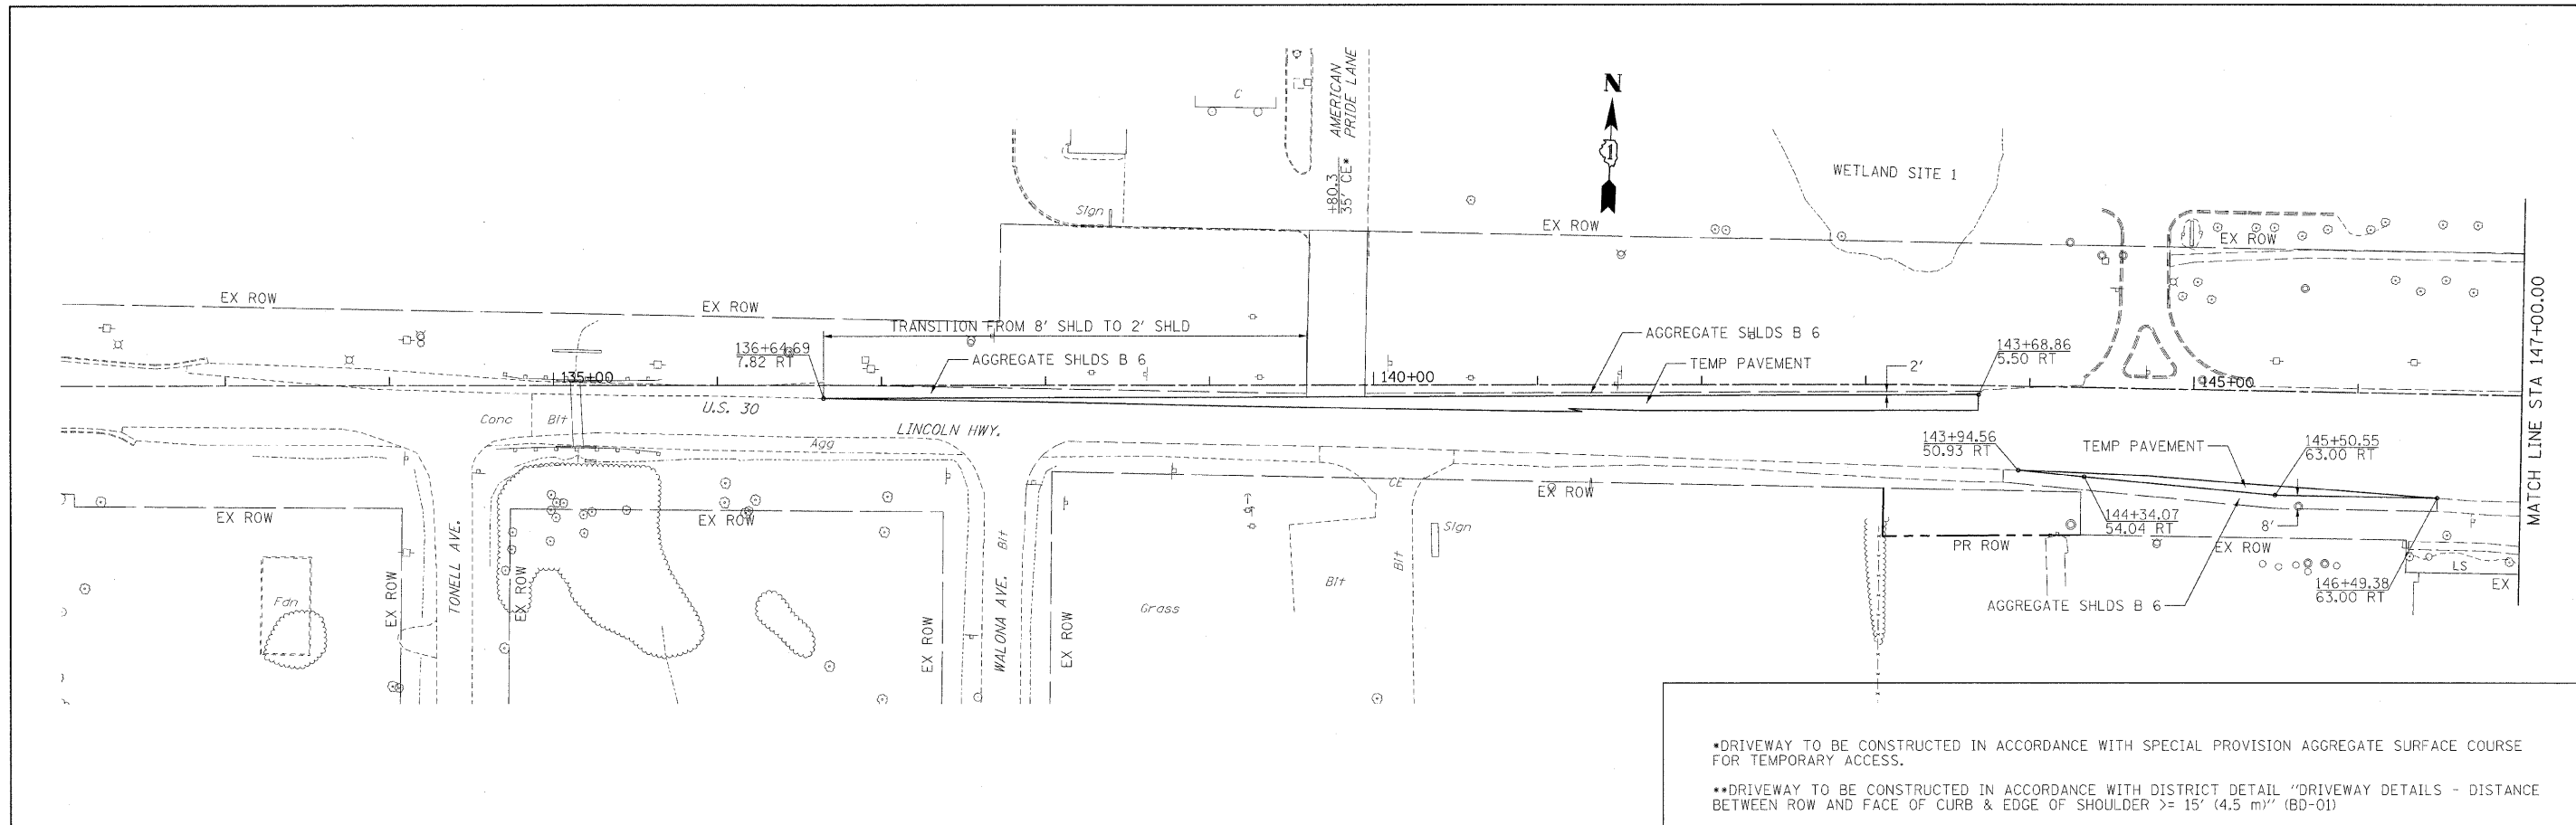 AMERICAN
PRIDE LANE
+80.3
35' CE*
N
1
C
Sign
WETLAND SITE 1
EX ROW
EX ROW
EX ROW
EX ROW
TRANSITION FROM 8' SHLD TO 2' SHLD
136+64.69
7.82 RT
AGGREGATE SHLDS B 6
AGGREGATE SHLDS B 6
TEMP PAVEMENT
2'
143+68.86
5.50 RT
135+00
140+00
145+00
MATCH LINE STA 147+00.00
U.S. 30
LINCOLN HWY.
Conc
Bit
Agg
143+94.56
50.93 RT
TEMP PAVEMENT
145+50.55
63.00 RT
CE
EX ROW
EX ROW
EX ROW
Sign
144+34.07
54.04 RT
8'
PR ROW
EX ROW
TONELL AVE.
WALONA AVE.
Bit
Bit
Bit
EX ROW
EX ROW
EX ROW
EX ROW
Fdn
Grass
LS
EX
146+49.38
63.00 RT
AGGREGATE SHLDS B 6
*DRIVEWAY TO BE CONSTRUCTED IN ACCORDANCE WITH SPECIAL PROVISION AGGREGATE SURFACE COURSE
FOR TEMPORARY ACCESS.
**DRIVEWAY TO BE CONSTRUCTED IN ACCORDANCE WITH DISTRICT DETAIL "DRIVEWAY DETAILS - DISTANCE
BETWEEN ROW AND FACE OF CURB & EDGE OF SHOULDER >= 15' (4.5 m)" (BD-01)